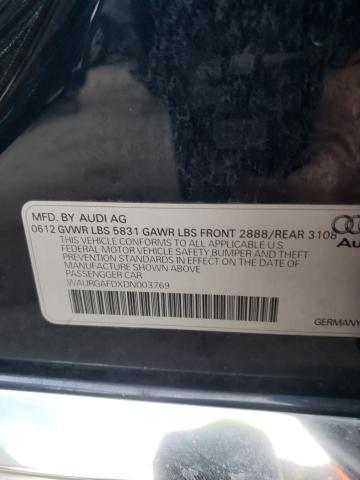 MFD. BY AUDI AG
0612 GVWR LBS 5831 GAWR LBS FRONT 2888/REAR 3108
THIS VEHICLE CONFORMS TO ALL APPLICABLE U.S
FEDERAL MOTOR VEHICLE SAFETY BUMPER AND THEFT
PREVENTION STANDARDS IN EFFECT ON THE DATE OF
MANUFACTURE SHOWN ABOVE
PASSENGER CAR
WAURGAFDXDN003769
GERMANY